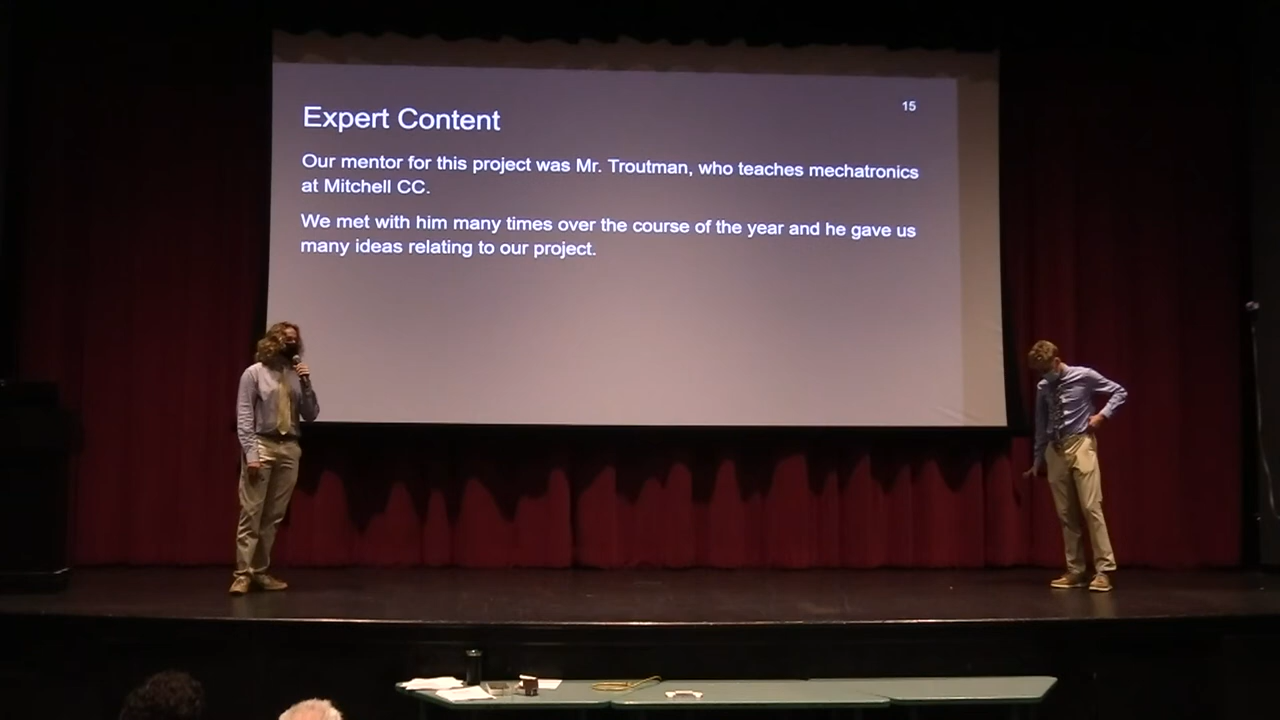 15
Expert Content
Our mentor for this project was Mr. Troutman, who teaches mechatronics
at Mitchell CC.
We met with him many times over the course of the year and he gave us
many ideas relating to our project.